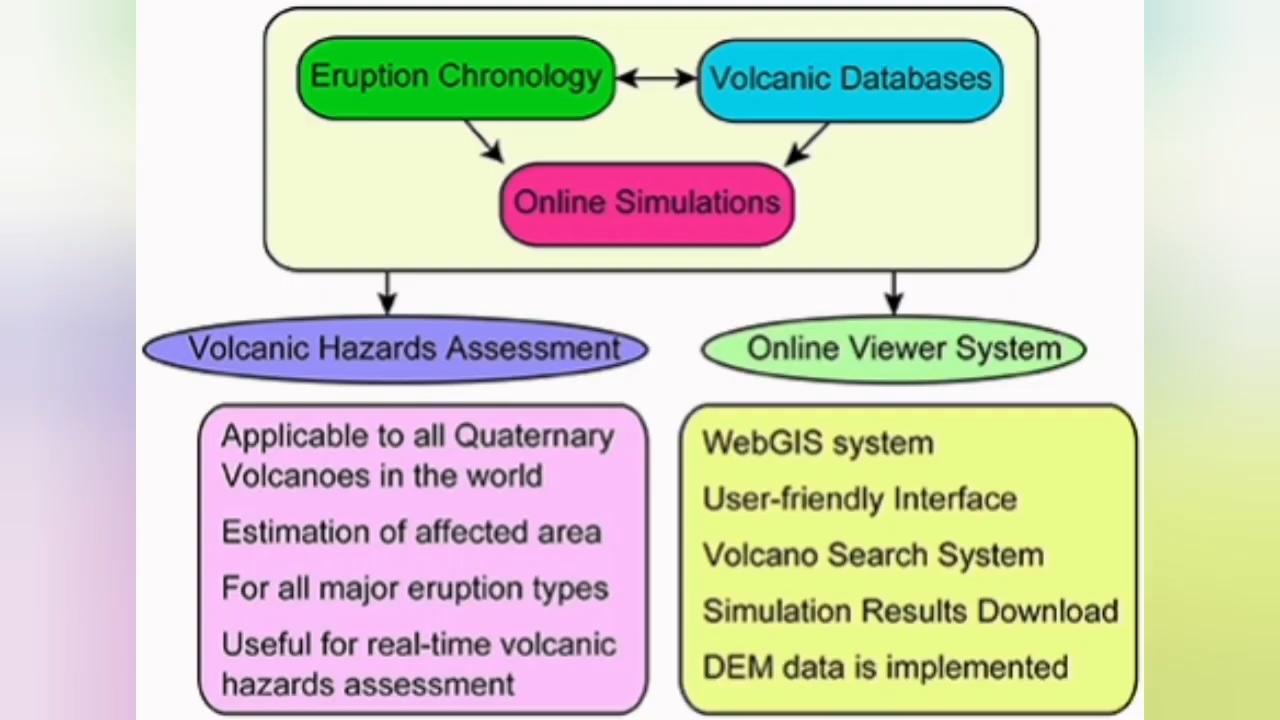 Eruption Chronology
Volcanic Databases
Online Simulations
Volcanic Hazards Assessment
Online Viewer System
Applicable to all Quaternary
Volcanoes in the world
Estimation of affected area
For all major eruption types
Useful for real-time volcanic
hazards assessment
WebGIS system
User-friendly Interface
Volcano Search System
Simulation Results Download
DEM data is implemented